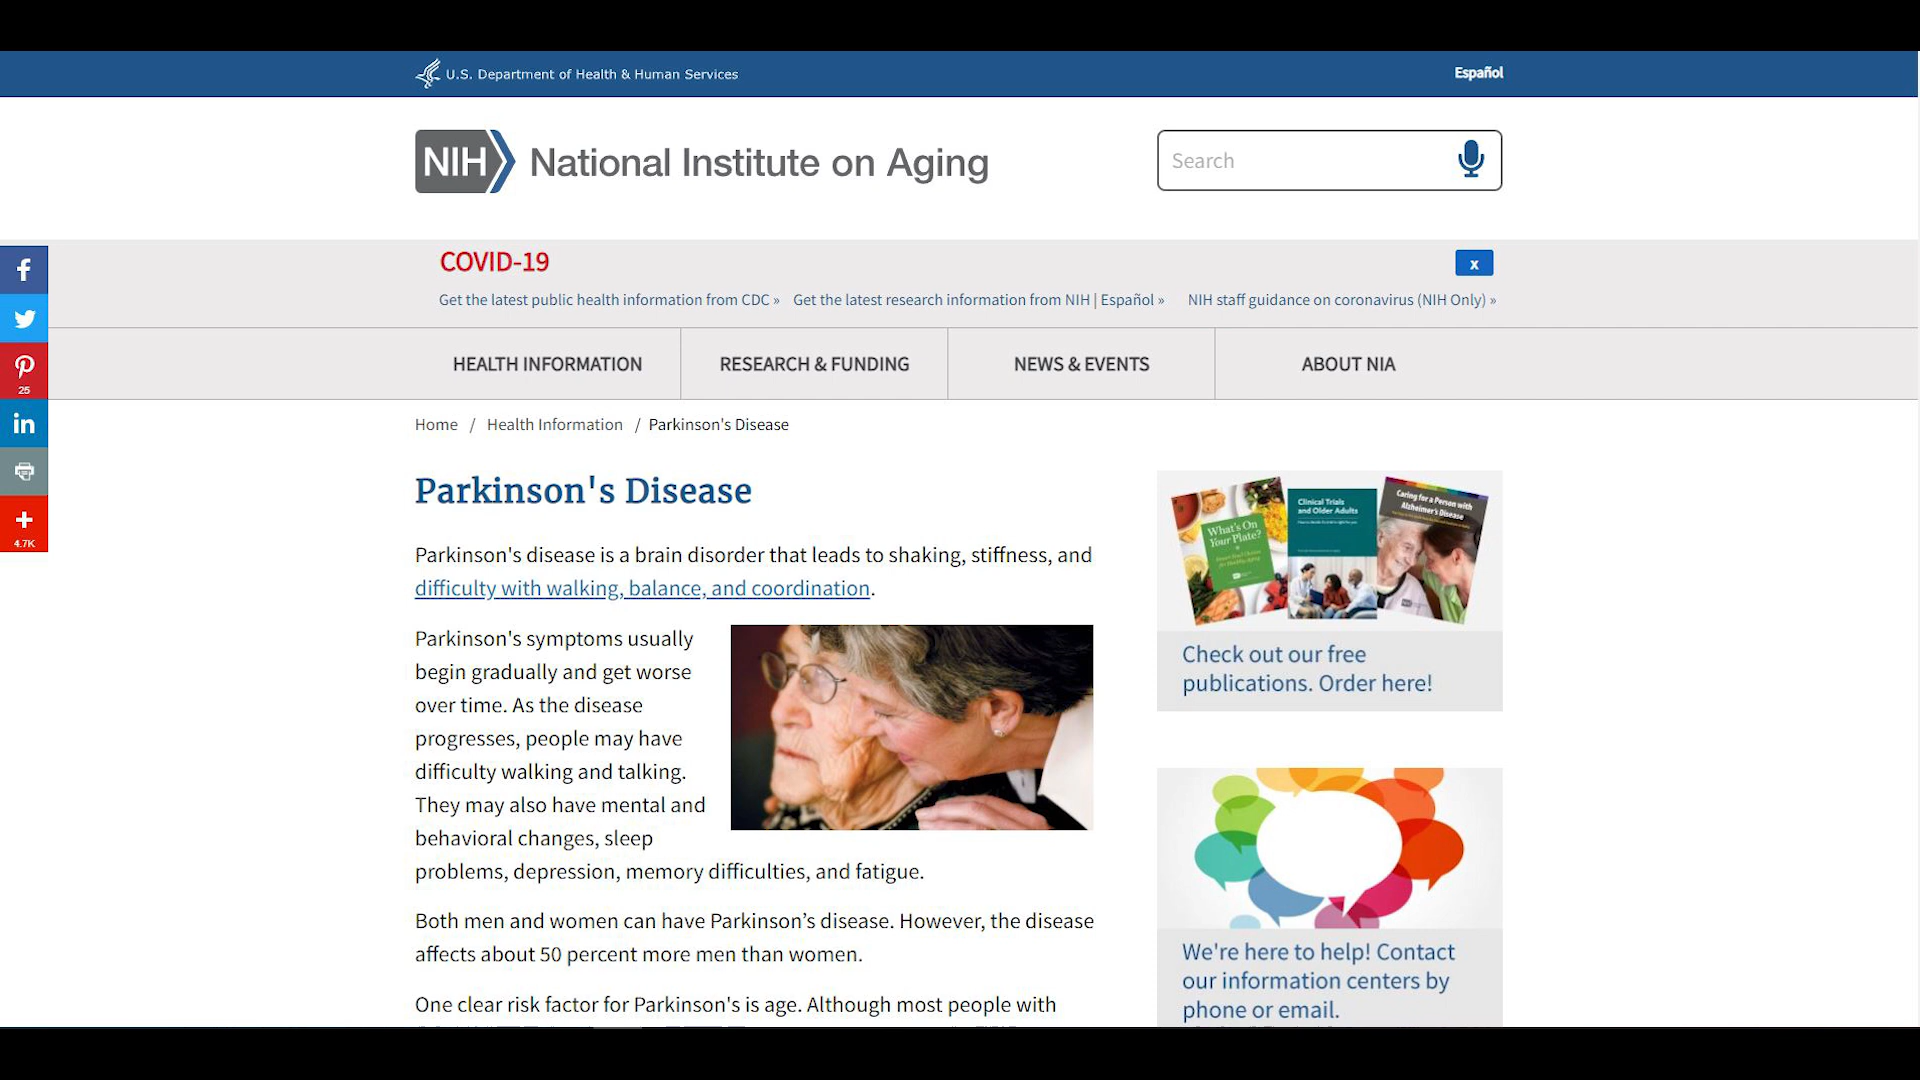 U.S. Department of Health & Human Services
Español
NIH National Institute on Aging
Search
COVID-19
x
Get the latest public health information from CDC » Get the latest research information from NIH | Español » NIH staff guidance on coronavirus (NIH Only) »
HEALTH INFORMATION
RESEARCH & FUNDING
NEWS & EVENTS
ABOUT NIA
f
25
in
4.7K
Home / Health Information / Parkinson's Disease
Parkinson's Disease
Parkinson's disease is a brain disorder that leads to shaking, stiffness, and
difficulty with walking, balance, and coordination.
Parkinson's symptoms usually
begin gradually and get worse
over time. As the disease
progresses, people may have
difficulty walking and talking.
They may also have mental and
behavioral changes, sleep
problems, depression, memory difficulties, and fatigue.
Both men and women can have Parkinson’s disease. However, the disease
affects about 50 percent more men than women.
One clear risk factor for Parkinson's is age. Although most people with
What's On
Your Plate?
Clinical Trials
and Older Adults
Caring for a Person with
Alzheimer's Disease
Check out our free
publications. Order here!
We're here to help! Contact
our information centers by
phone or email.